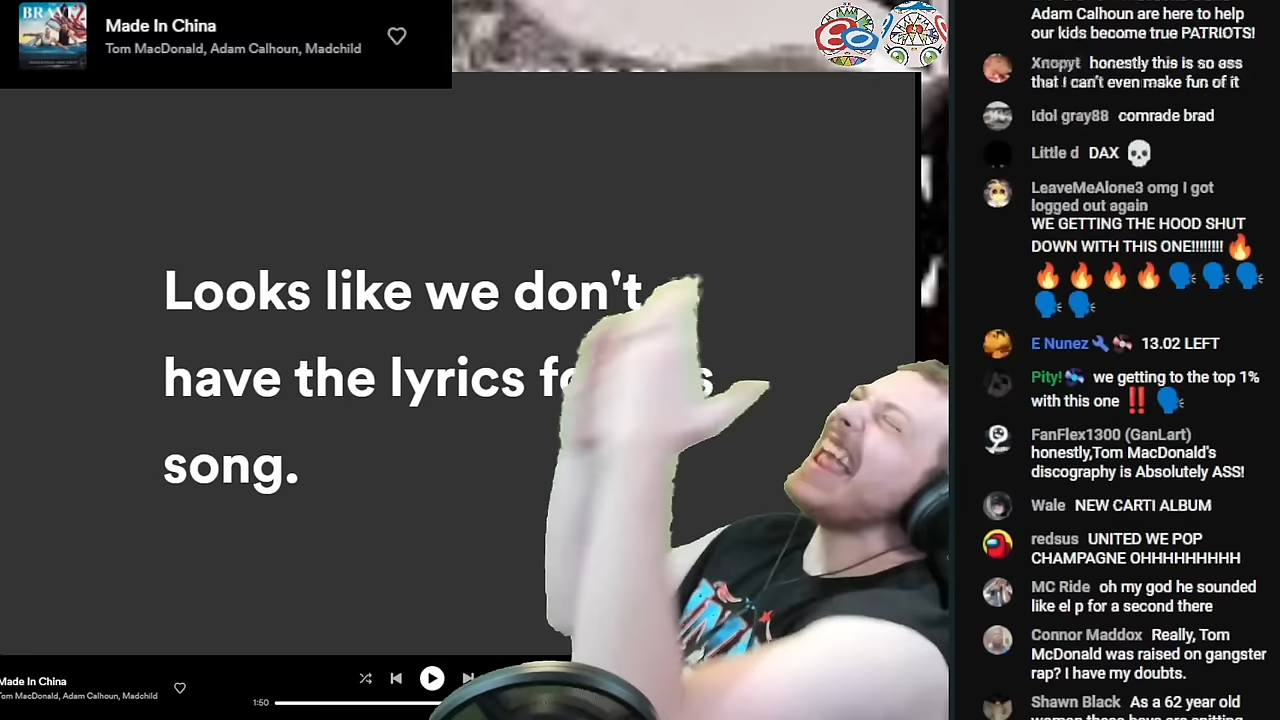 BRAVE
Made In China
Tom MacDonald, Adam Calhoun, Madchild
Looks like we don't
have the lyrics
song.
Made In China
Tom MacDonald, Adam Calhoun, Madchild
1:50
Adam Calhoun are here to help
our kids become true PATRIOTS!
Xnopyt honestly this is so ass
that I can't even make fun of it
Idol gray88 comrade brad
Little d DAX 💀
LeaveMeAlone3 omg I got
logged out again
WE GETTING THE HOOD SHUT
DOWN WITH THIS ONE!!!!!!!! 🔥
🔥🔥🔥🔥🗣️🗣️🗣️
🗣️🗣️
E Nunez 13.02 LEFT
Pity! we getting to the top 1%
with this one ‼️ 🗣️
FanFlex1300 (GanLart)
honestly,Tom MacDonald's
discography is Absolutely ASS!
Wale NEW CARTI ALBUM
redsus UNITED WE POP
CHAMPAGNE OHHHHHHHHH
MC Ride oh my god he sounded
like el p for a second there
Connor Maddox Really, Tom
McDonald was raised on gangster
rap? I have my doubts.
Shawn Black As a 62 year old